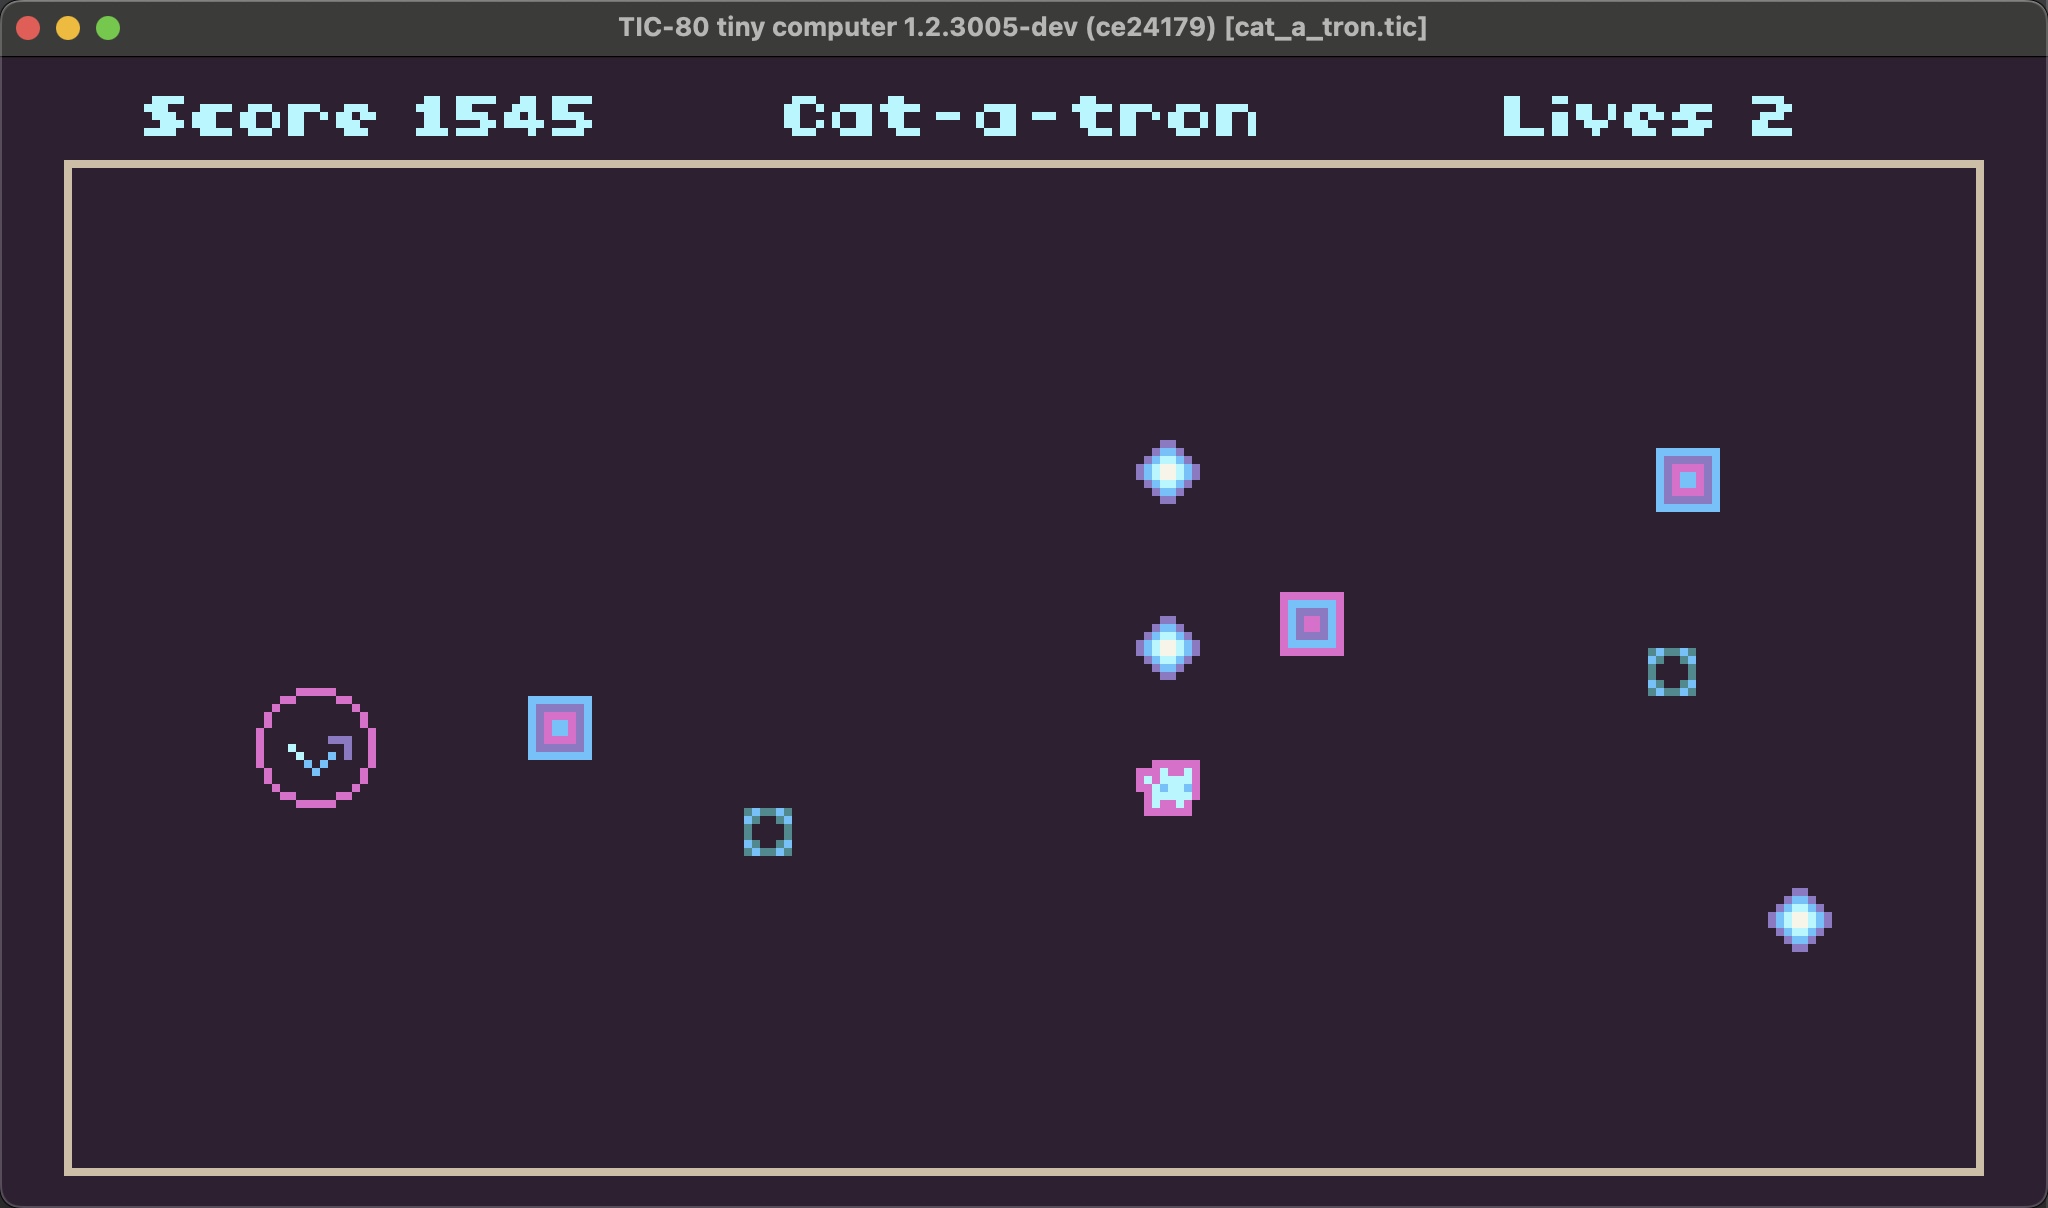 TIC-80 tiny computer 1.2.3005-dev (ce24179) [cat_a_tron.tic]
Score 1545 Cat-a-tron Lives 2